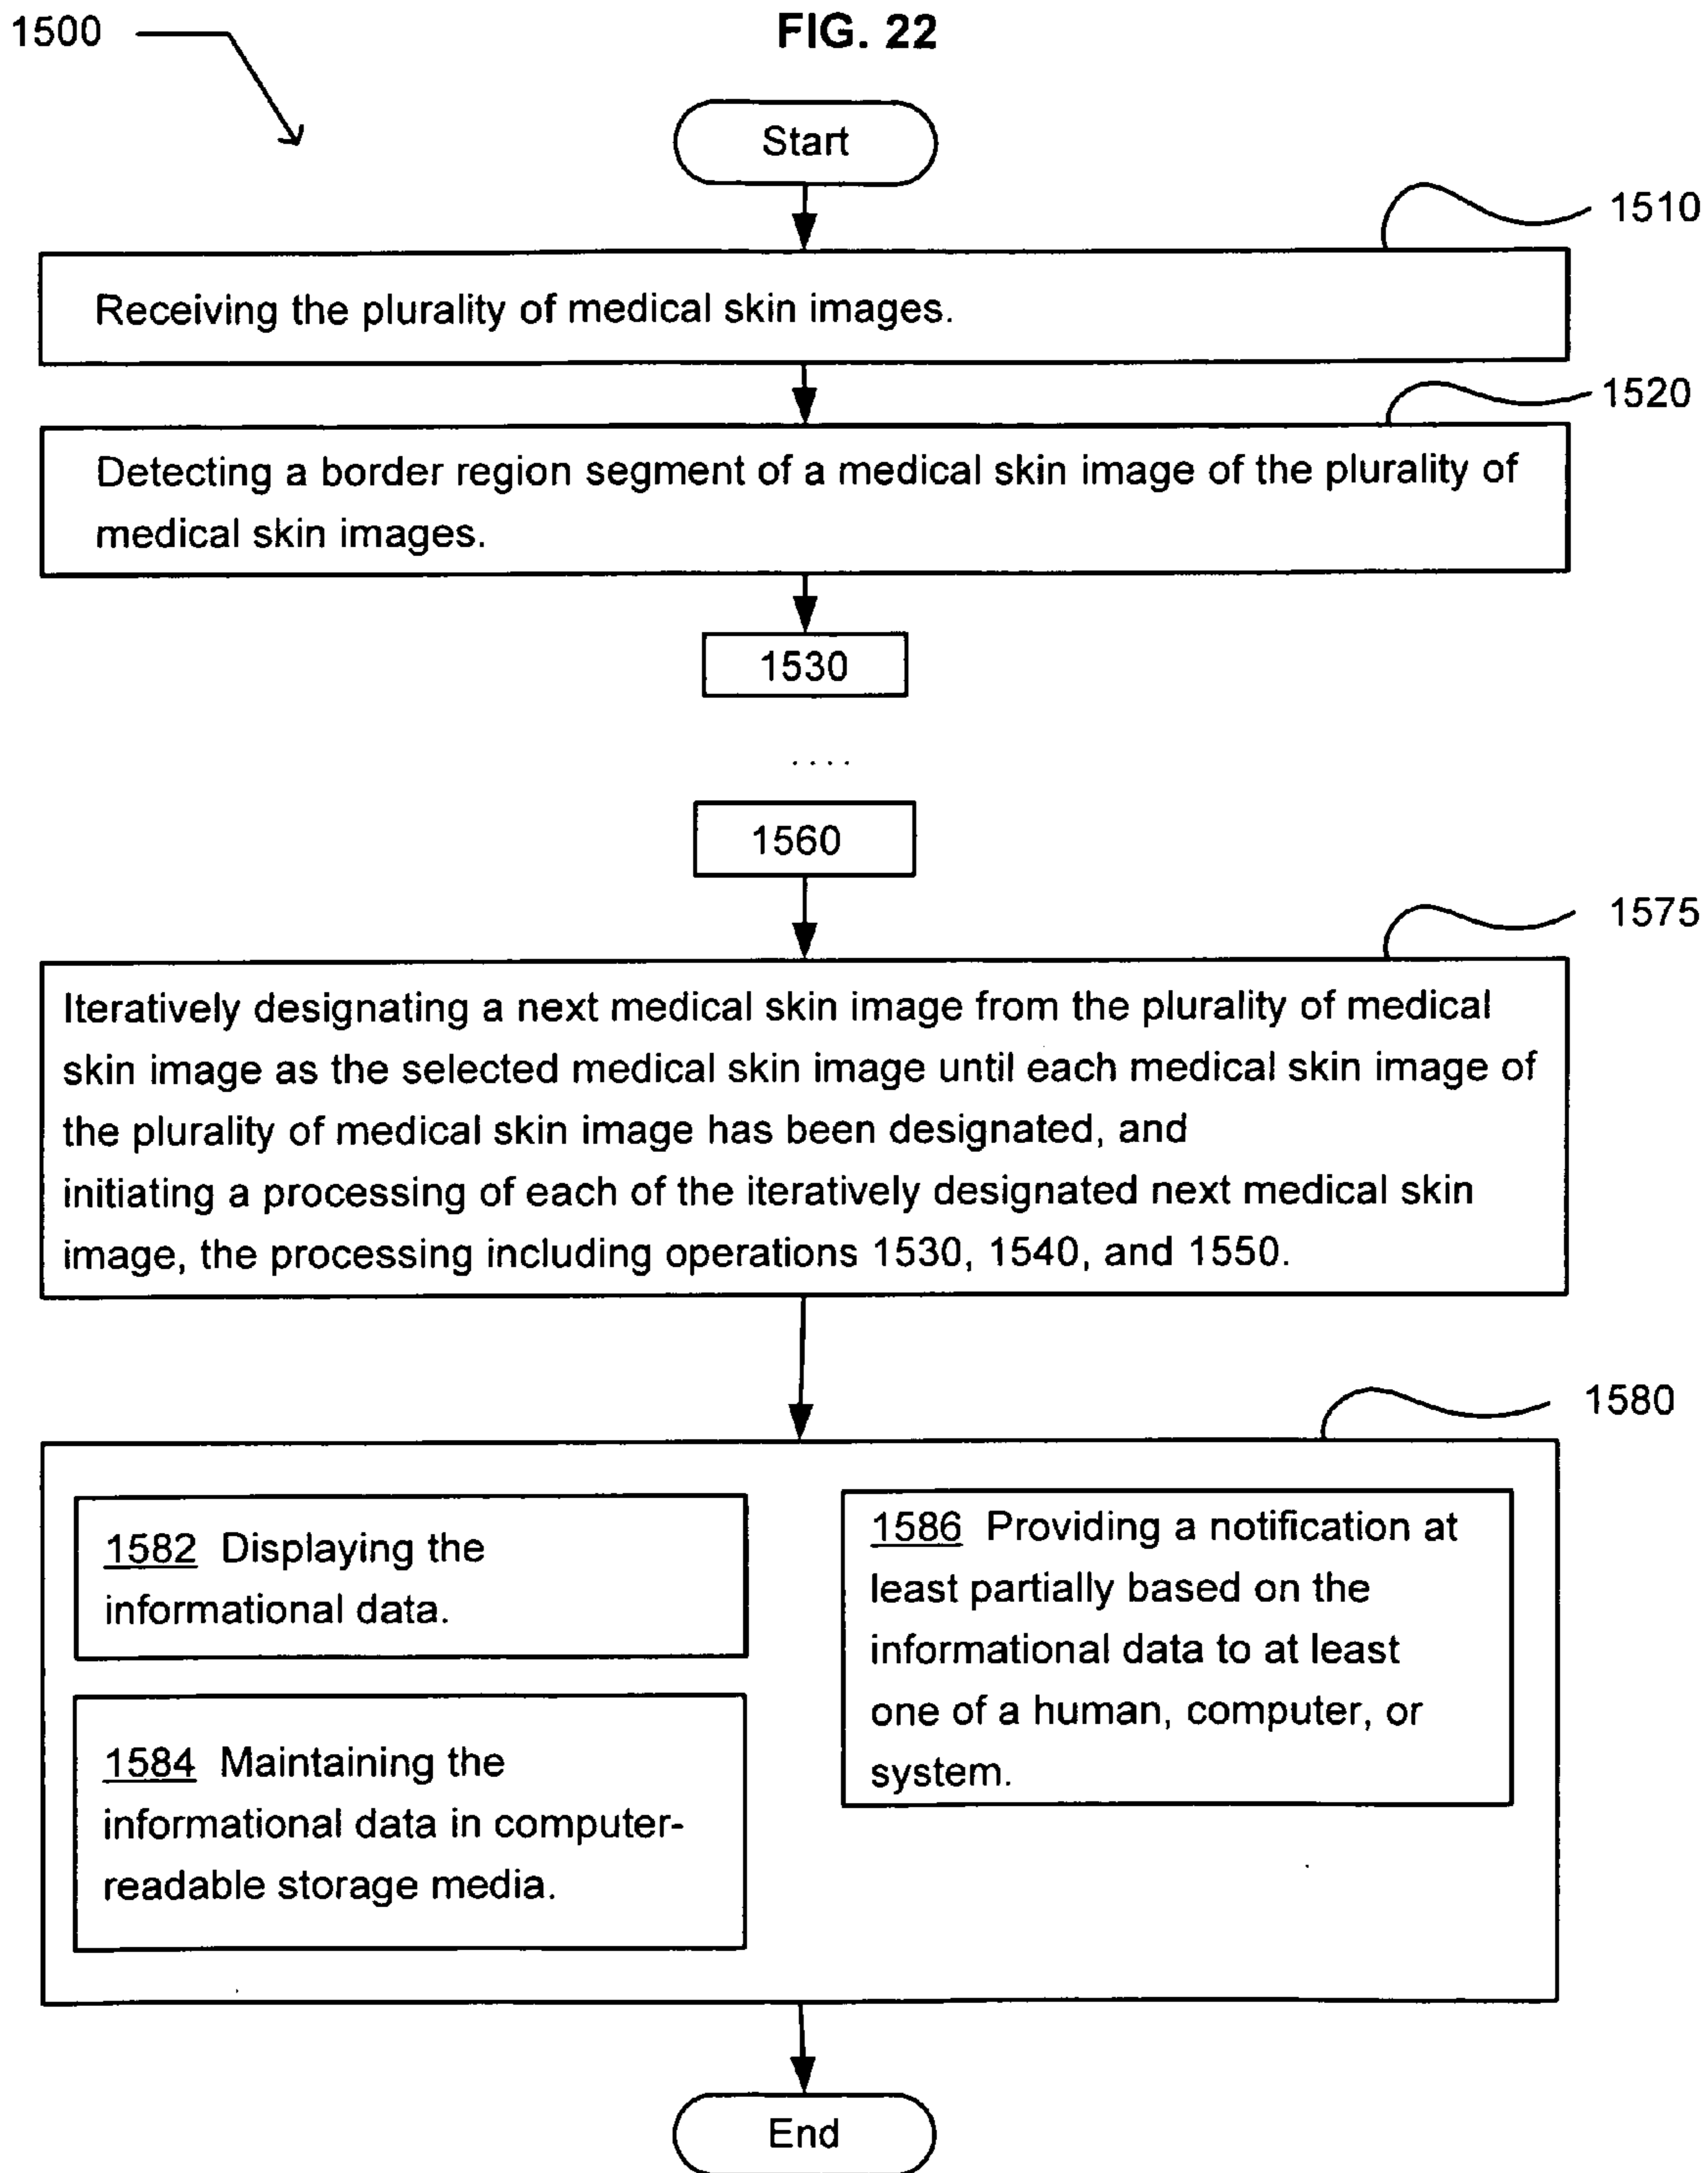 1500
FIG. 22
Start
1510
Receiving the plurality of medical skin images.
1520
Detecting a border region segment of a medical skin image of the plurality of
medical skin images.
1530
....
1560
1575
Iteratively designating a next medical skin image from the plurality of medical
skin image as the selected medical skin image until each medical skin image of
the plurality of medical skin image has been designated, and
initiating a processing of each of the iteratively designated next medical skin
image, the processing including operations 1530, 1540, and 1550.
1580
1582 Displaying the
informational data.
1584 Maintaining the
informational data in computer-
readable storage media.
1586 Providing a notification at
least partially based on the
informational data to at least
one of a human, computer, or
system.
End